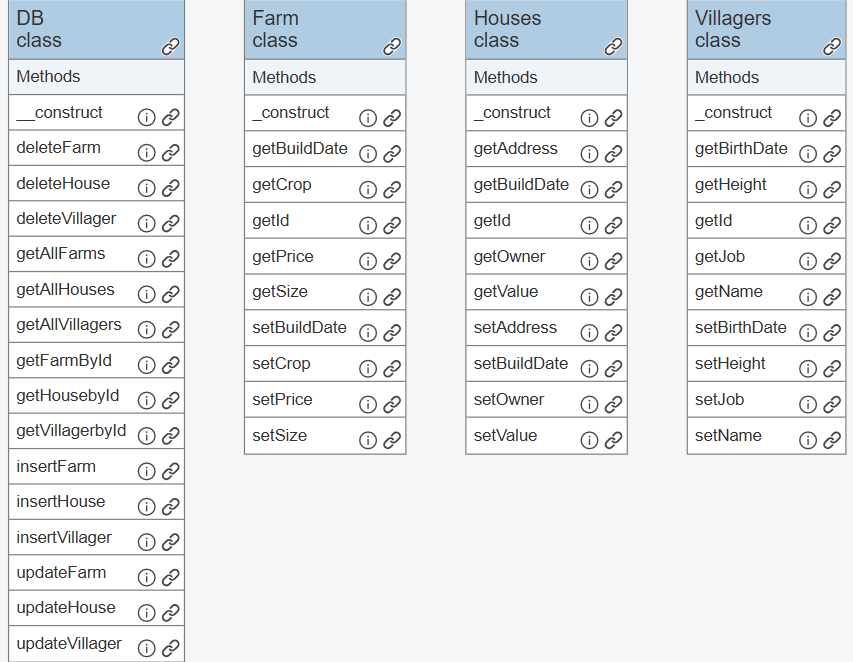 DB
class
Methods
__construct
deleteFarm
deleteHouse
deleteVillager
getAllFarms
getAllHouses
getAllVillagers
getFarmById
getHousebyId
getVillagerbyId
insertFarm
insertHouse
insertVillager
updateFarm
updateHouse
updateVillager
Farm
class
Methods
_construct
getBuildDate
getCrop
getId
getPrice
getSize
setBuildDate
setCrop
setPrice
setSize
Houses
class
Methods
_construct
getAddress
getBuildDate
getId
getOwner
getValue
setAddress
setBuildDate
setOwner
setValue
Villagers
class
Methods
_construct
getBirthDate
getHeight
getId
getJob
getName
setBirthDate
setHeight
setJob
setName